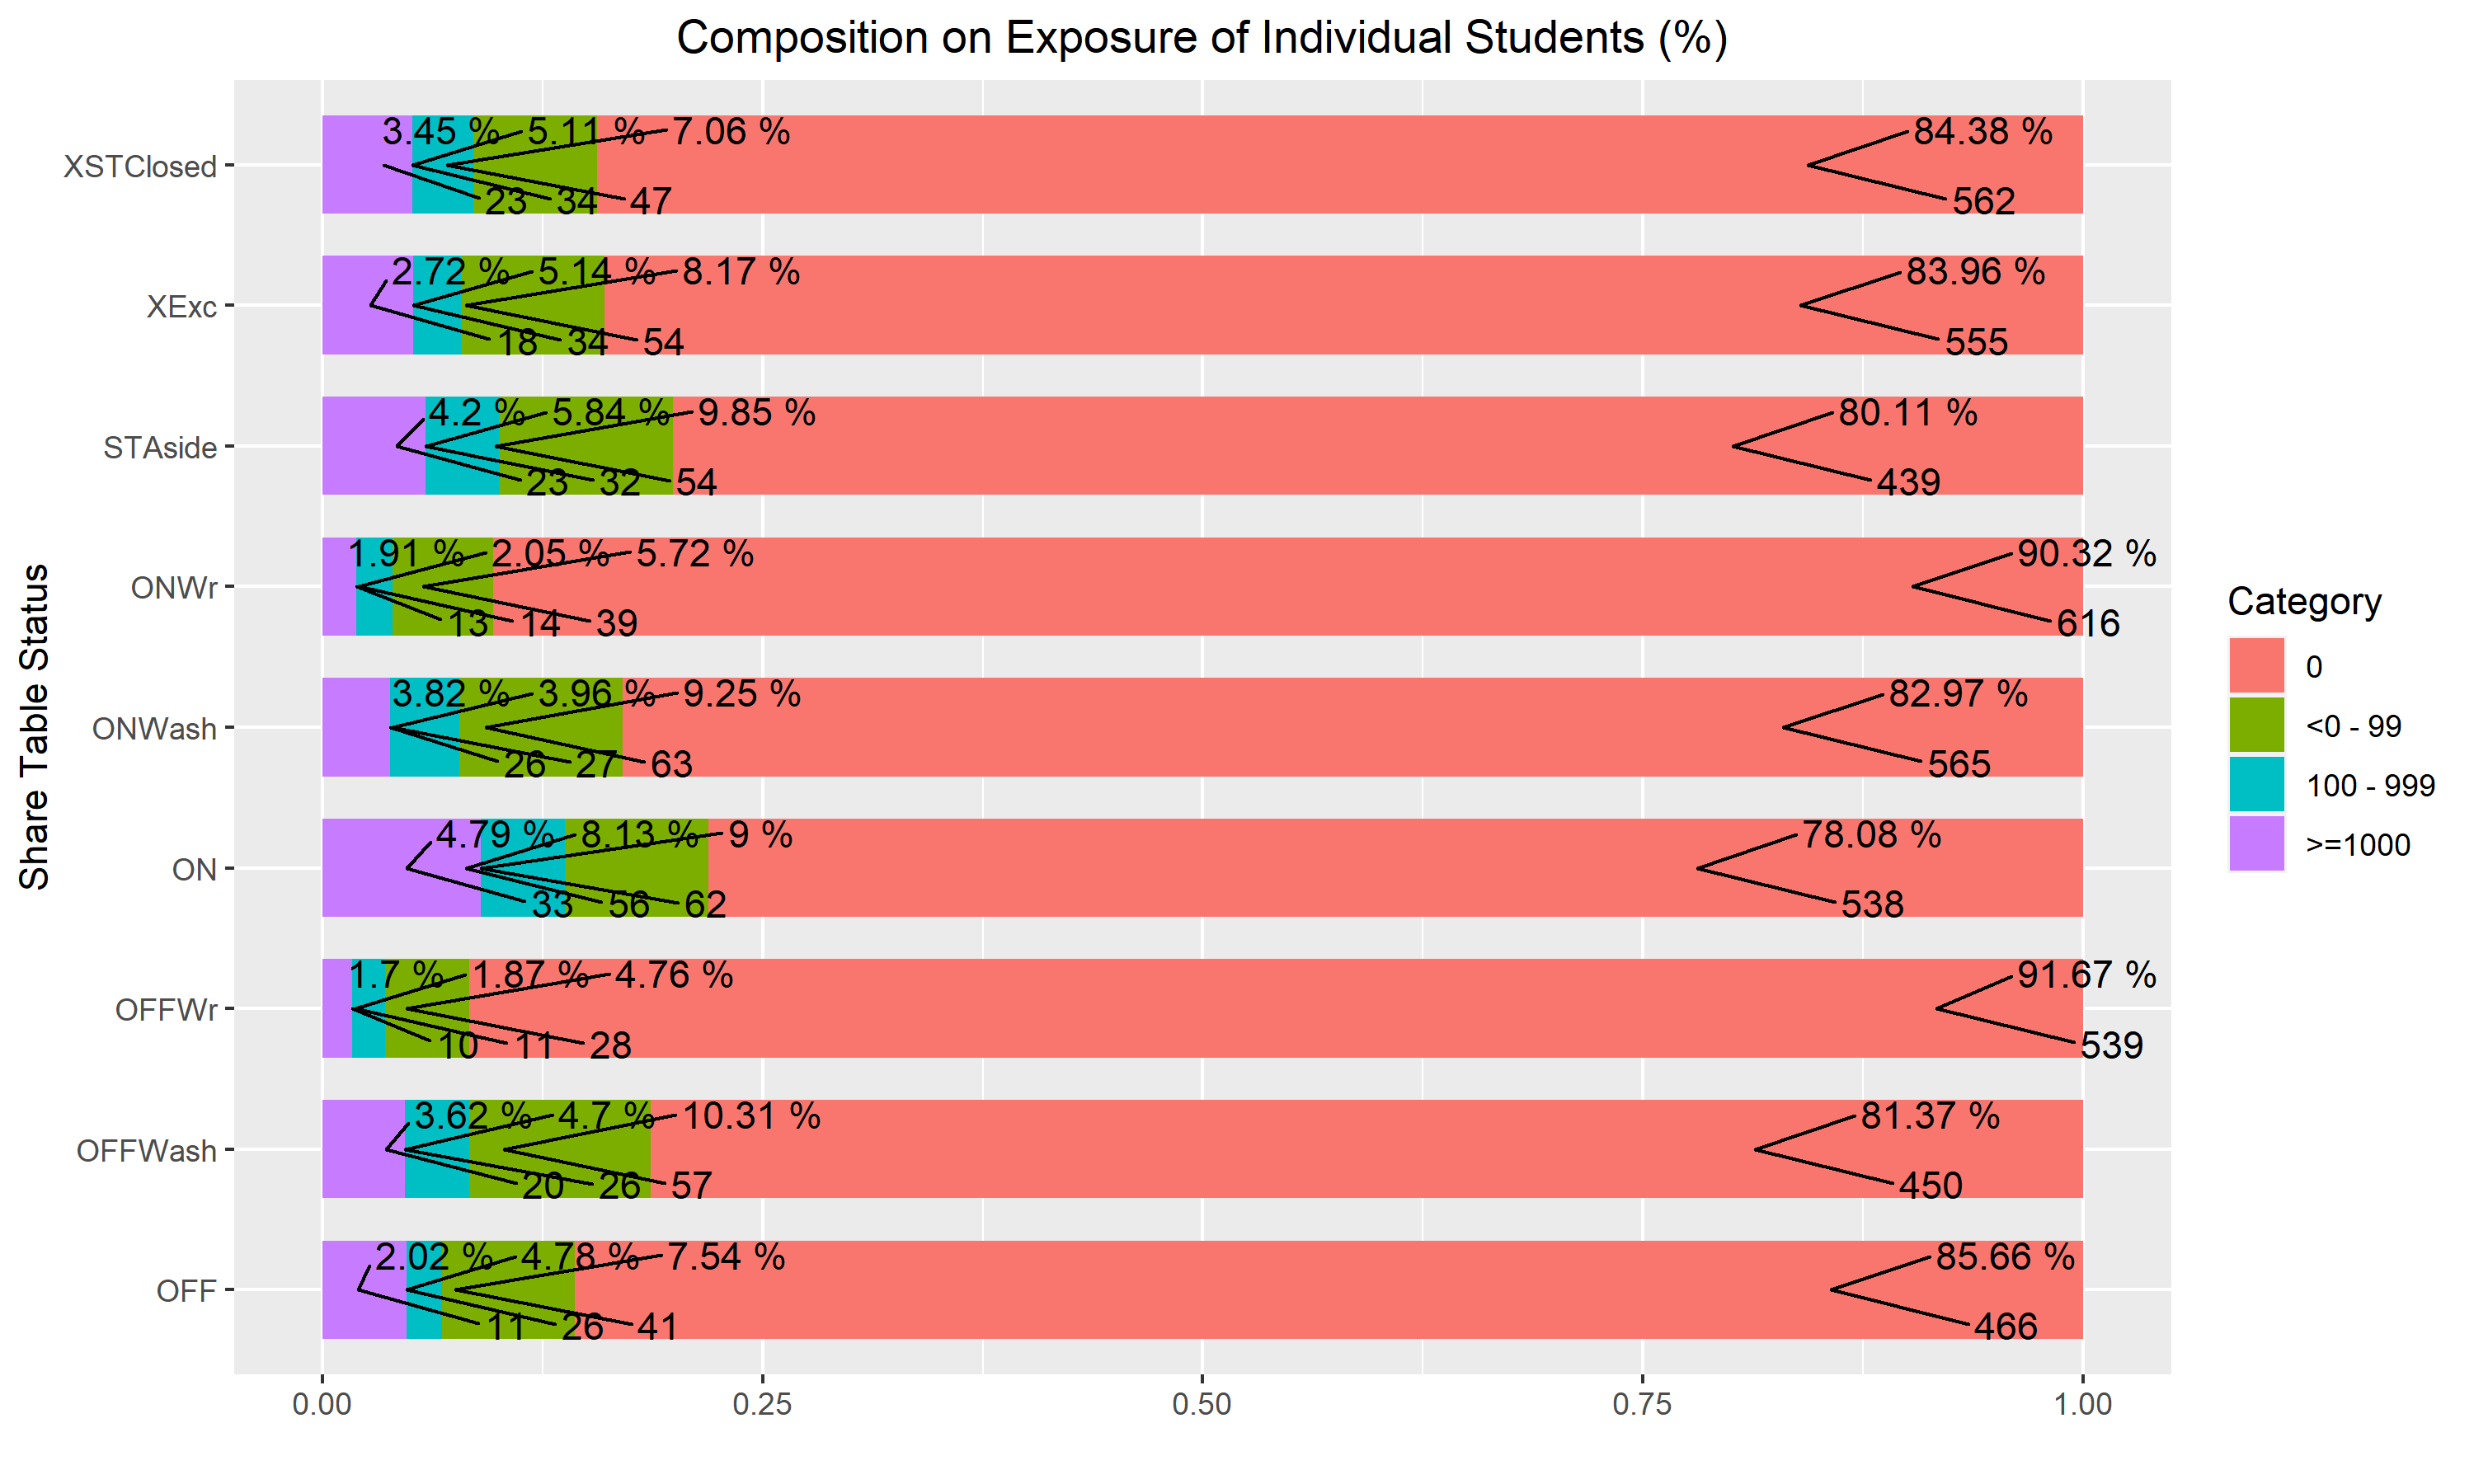 Composition on Exposure of Individual Students (%)
Share Table Status
XSTClosed
3.45 % 5.11 % 7.06 % 84.38 %
23 34 47 562
XExc
2.72 % 5.14 % 8.17 % 83.96 %
18 34 54 555
STAside
4.2 % 5.84 % 9.85 % 80.11 %
23 32 54 439
ONWr
1.91 % 2.05 % 5.72 % 90.32 %
13 14 39 616
ONWash
3.82 % 3.96 % 9.25 % 82.97 %
26 27 63 565
ON
4.79 % 8.13 % 9 % 78.08 %
33 56 62 538
OFFWr
1.7 % 1.87 % 4.76 % 91.67 %
10 11 28 539
OFFWash
3.62 % 4.7 % 10.31 % 81.37 %
20 26 57 450
OFF
2.02 % 4.78 % 7.54 % 85.66 %
11 26 41 466
0.00 0.25 0.50 0.75 1.00
Category
0
<0 - 99
100 - 999
>=1000